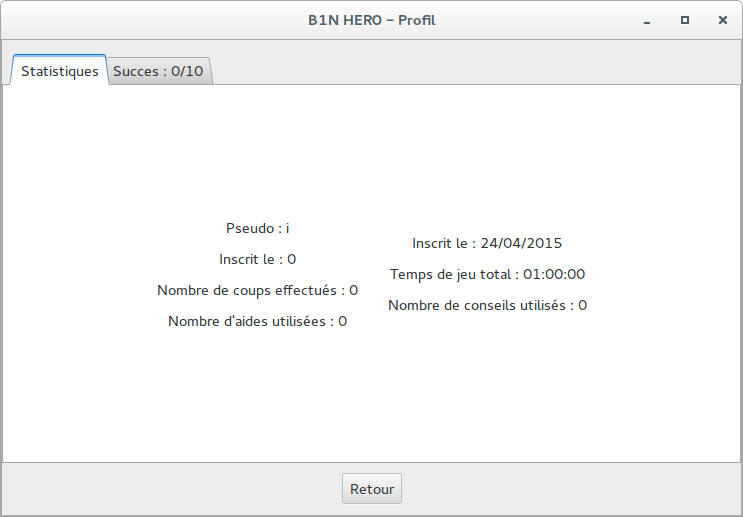 B1N HERO – Profil
Statistiques
Succes : 0/10
Pseudo : i
Inscrit le : 0
Nombre de coups effectués : 0
Nombre d'aides utilisées : 0
Inscrit le : 24/04/2015
Temps de jeu total : 01:00:00
Nombre de conseils utilisés : 0
Retour